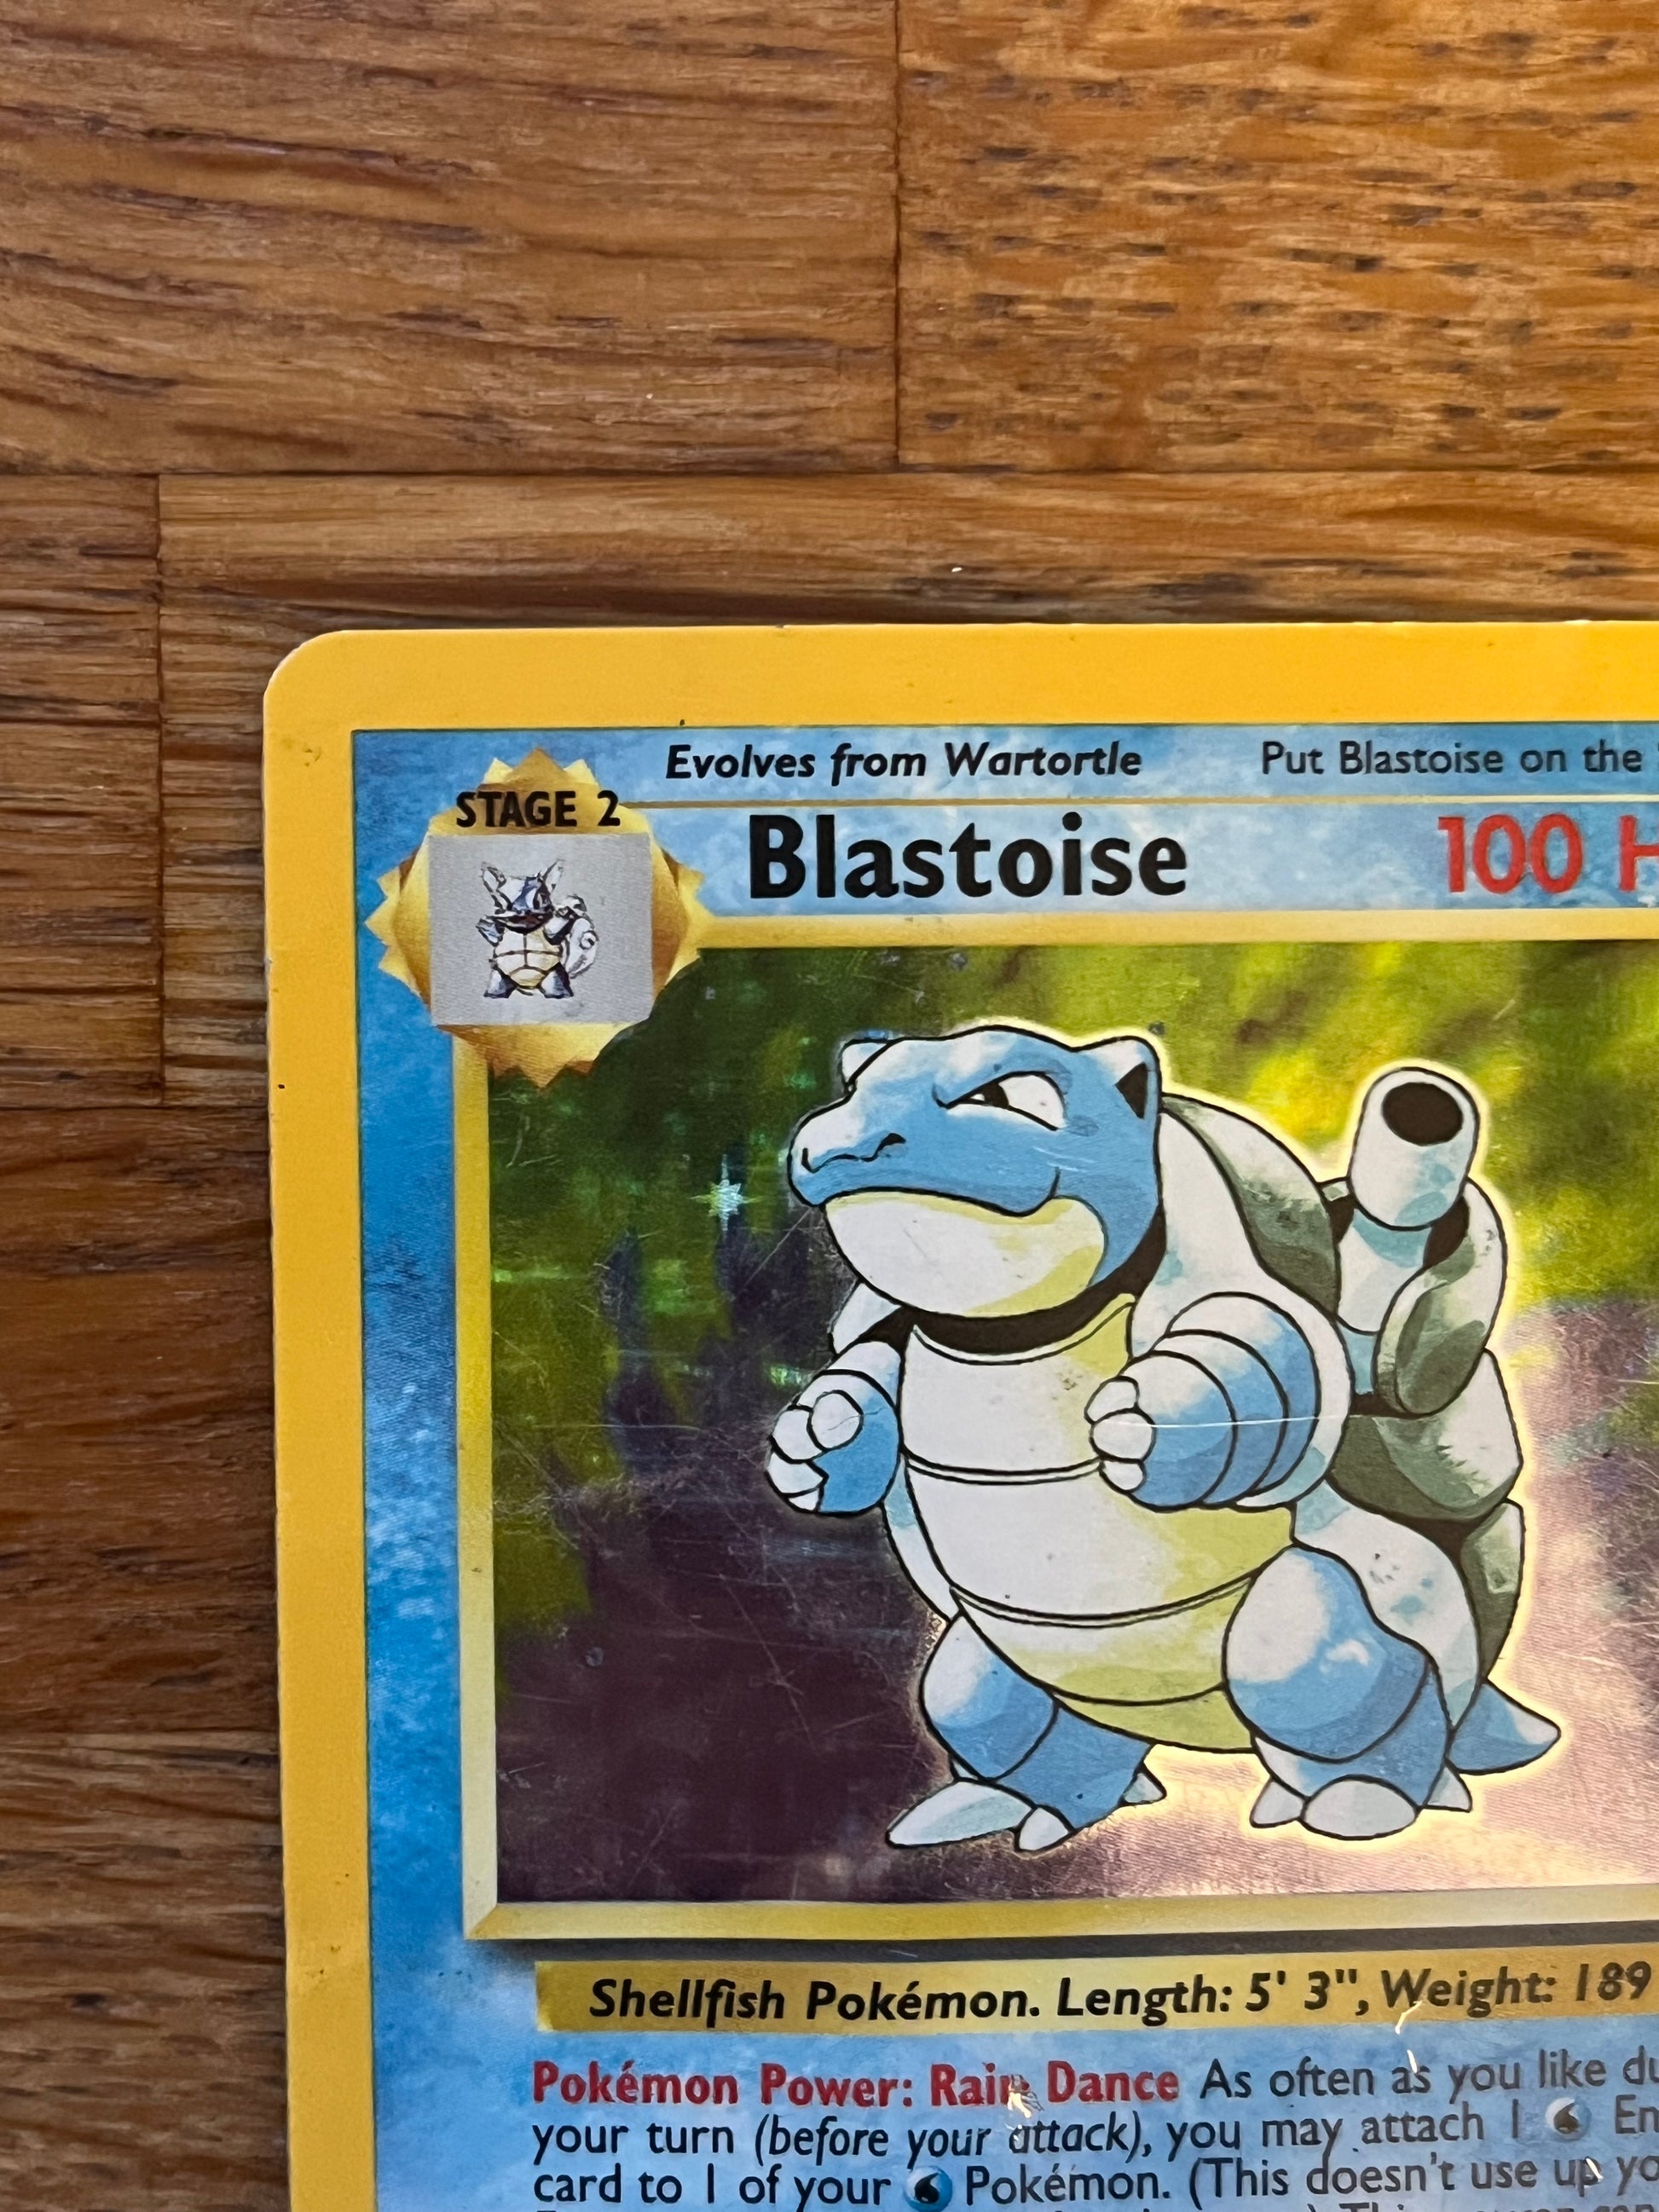 Evolves from Wartortle Put Blastoise on the
STAGE 2
Blastoise 100
Shellfish Pokémon. Length: 5' 3", Weight: 189
Pokémon Power: Rain Dance As often as you like du
your turn (before your attack), you may attach 1 En
card to 1 of your Pokémon. (This doesn't use up yo